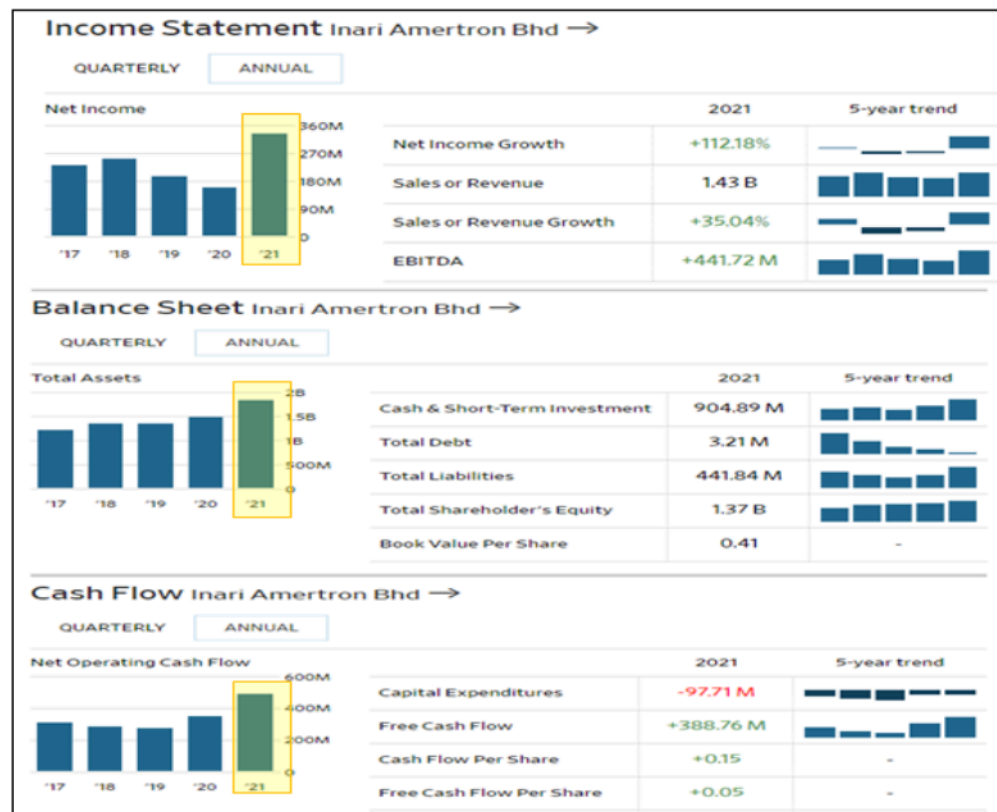 Income Statement Inari Amertron Bhd →
QUARTERLY ANNUAL
Net Income 2021 5-year trend
360M
270M
180M
90M
0
'17 '18 '19 '20 '21
Net Income Growth +112.18%
Sales or Revenue 1.43 B
Sales or Revenue Growth +35.04%
EBITDA +441.72 M
Balance Sheet Inari Amertron Bhd →
QUARTERLY ANNUAL
Total Assets 2021 5-year trend
2B
1.5B
1B
500M
0
'17 '18 '19 '20 '21
Cash & Short-Term Investment 904.89 M
Total Debt 3.21 M
Total Liabilities 441.84 M
Total Shareholder's Equity 1.37 B
Book Value Per Share 0.41 -
Cash Flow Inari Amertron Bhd →
QUARTERLY ANNUAL
Net Operating Cash Flow 2021 5-year trend
600M
400M
200M
0
'17 '18 '19 '20 '21
Capital Expenditures -97.71 M
Free Cash Flow +388.76 M
Cash Flow Per Share +0.15 -
Free Cash Flow Per Share +0.05 -